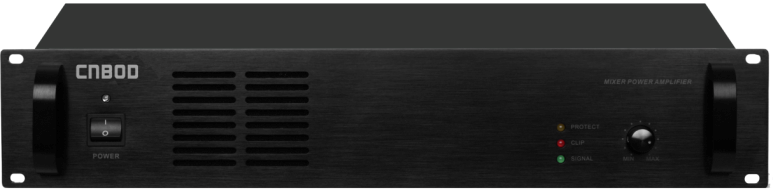 CNBOD
MIXER POWER AMPLIFIER
I
O
POWER
PROTECT
CLIP
SIGNAL
MIN MAX